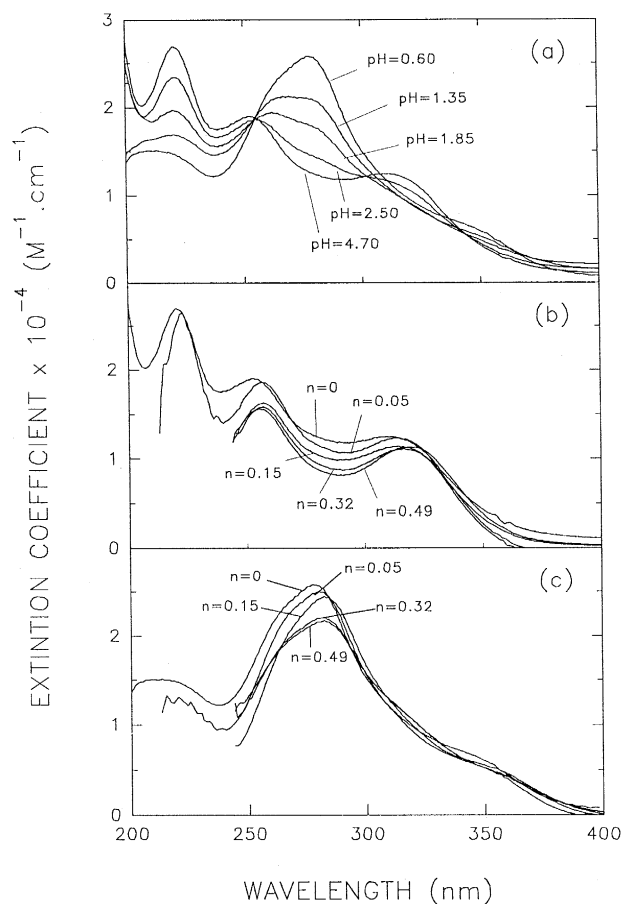 EXTINTION COEFFICIENT x 10⁻⁴ (M⁻¹.cm⁻¹)
3
(a)
pH=0.60
2
pH=1.35
pH=1.85
1
pH=2.50
pH=4.70
0
(b)
2
n=0
n=0.05
1
n=0.15
n=0.32
n=0.49
0
n=0
n=0.05
(c)
n=0.15
n=0.32
2
n=0.49
1
0
200 250 300 350 400
WAVELENGTH (nm)